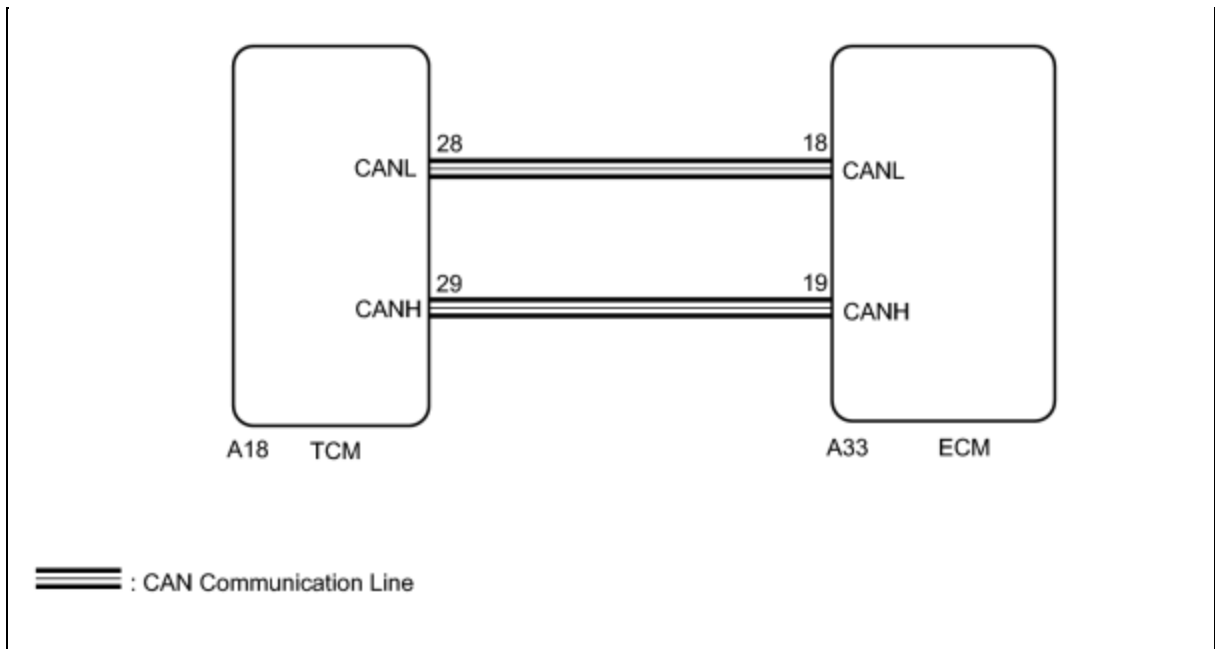 28 18
CANL CANL
29 19
CANH CANH
A18 TCM A33 ECM
: CAN Communication Line